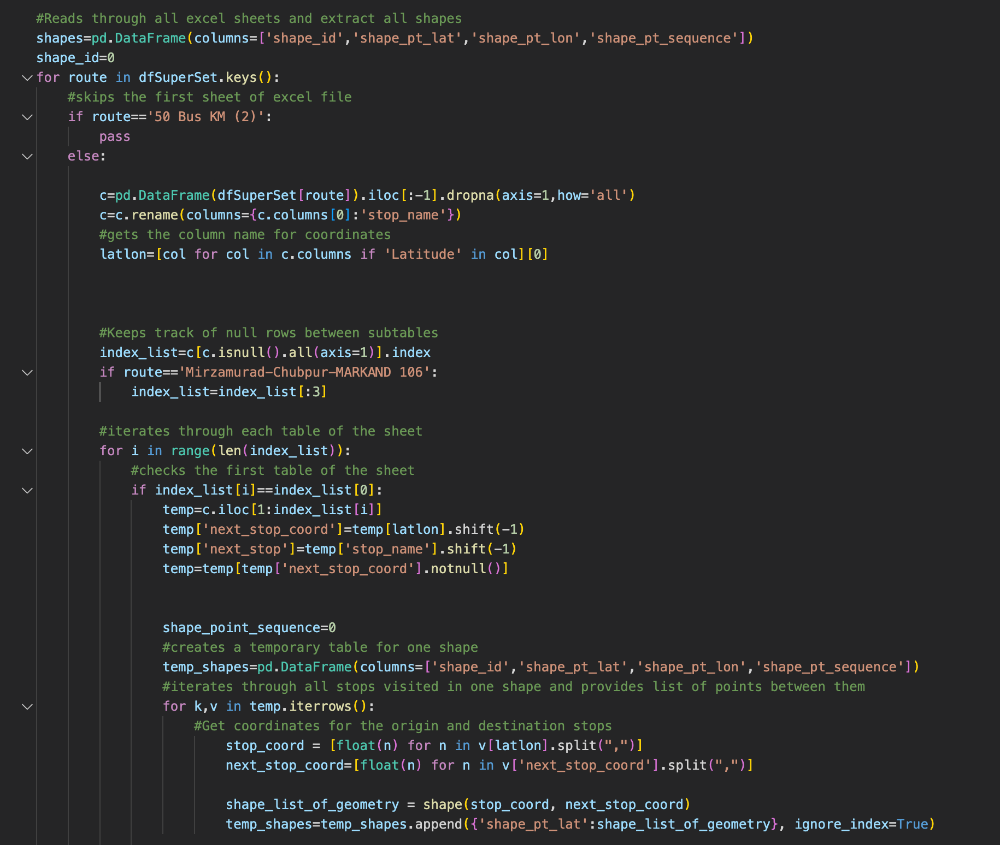 #Reads through all excel sheets and extract all shapes
shapes=pd.DataFrame(columns=['shape_id','shape_pt_lat','shape_pt_lon','shape_pt_sequence'])
shape_id=0
for route in dfSuperSet.keys():
    #skips the first sheet of excel file
    if route=='50 Bus KM (2)':
        pass
    else:
        c=pd.DataFrame(dfSuperSet[route]).iloc[:-1].dropna(axis=1,how='all')
        c=c.rename(columns={c.columns[0]:'stop_name'})
        #gets the column name for coordinates
        latlon=[col for col in c.columns if 'Latitude' in col][0]
        #Keeps track of null rows between subtables
        index_list=c[c.isnull().all(axis=1)].index
        if route=='Mirzamurad-Chubpur-MARKAND 106':
            index_list=index_list[:3]
        #iterates through each table of the sheet
        for i in range(len(index_list)):
            #checks the first table of the sheet
            if index_list[i]==index_list[0]:
                temp=c.iloc[1:index_list[i]]
                temp['next_stop_coord']=temp[latlon].shift(-1)
                temp['next_stop']=temp['stop_name'].shift(-1)
                temp=temp[temp['next_stop_coord'].notnull()]
                shape_point_sequence=0
                #creates a temporary table for one shape
                temp_shapes=pd.DataFrame(columns=['shape_id','shape_pt_lat','shape_pt_lon','shape_pt_sequence'])
                #iterates through all stops visited in one shape and provides list of points between them
                for k,v in temp.iterrows():
                    #Get coordinates for the origin and destination stops
                        stop_coord = [float(n) for n in v[latlon].split(",")]
                        next_stop_coord=[float(n) for n in v['next_stop_coord'].split(",")]
                        shape_list_of_geometry = shape(stop_coord, next_stop_coord)
                        temp_shapes=temp_shapes.append({'shape_pt_lat':shape_list_of_geometry}, ignore_index=True)